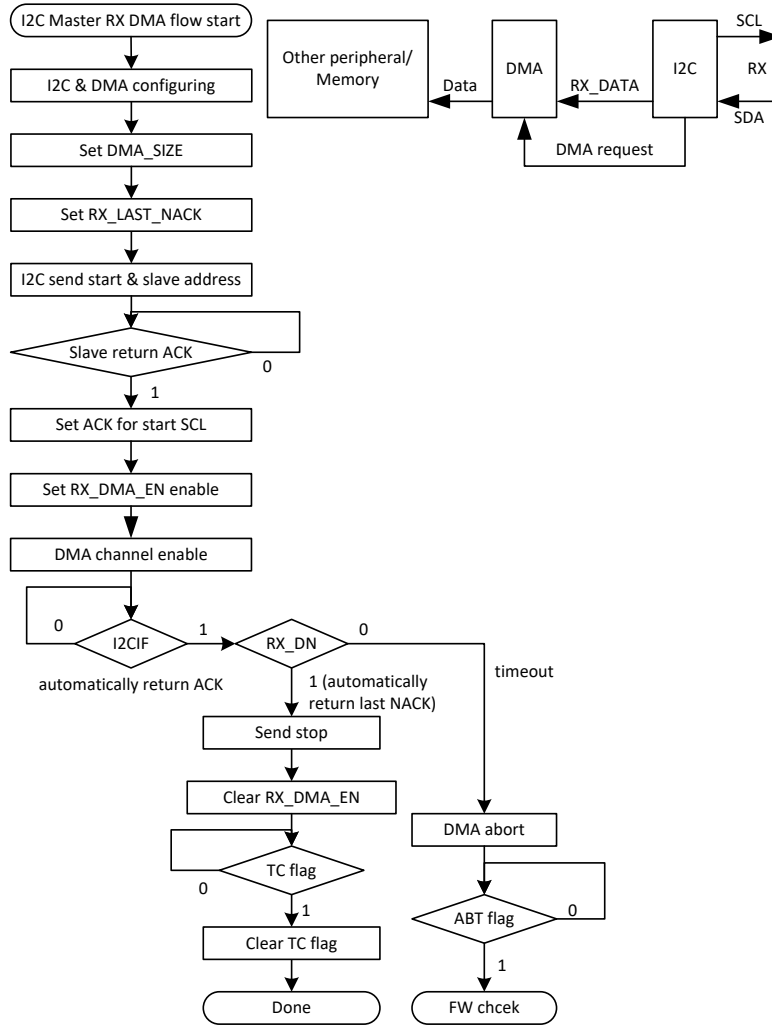 I2C Master RX DMA flow start
I2C & DMA configuring
Set DMA_SIZE
Set RX_LAST_NACK
I2C send start & slave address
Slave return ACK
0
1
Set ACK for start SCL
Set RX_DMA_EN enable
DMA channel enable
I2CIF
0
1
automatically return ACK
RX_DN
0
timeout
1 (automatically
return last NACK)
Send stop
Clear RX_DMA_EN
TC flag
0
1
Clear TC flag
Done
DMA abort
ABT flag
0
1
FW chcek
Other peripheral/
Memory
Data
DMA
RX_DATA
I2C
SCL
RX
SDA
DMA request